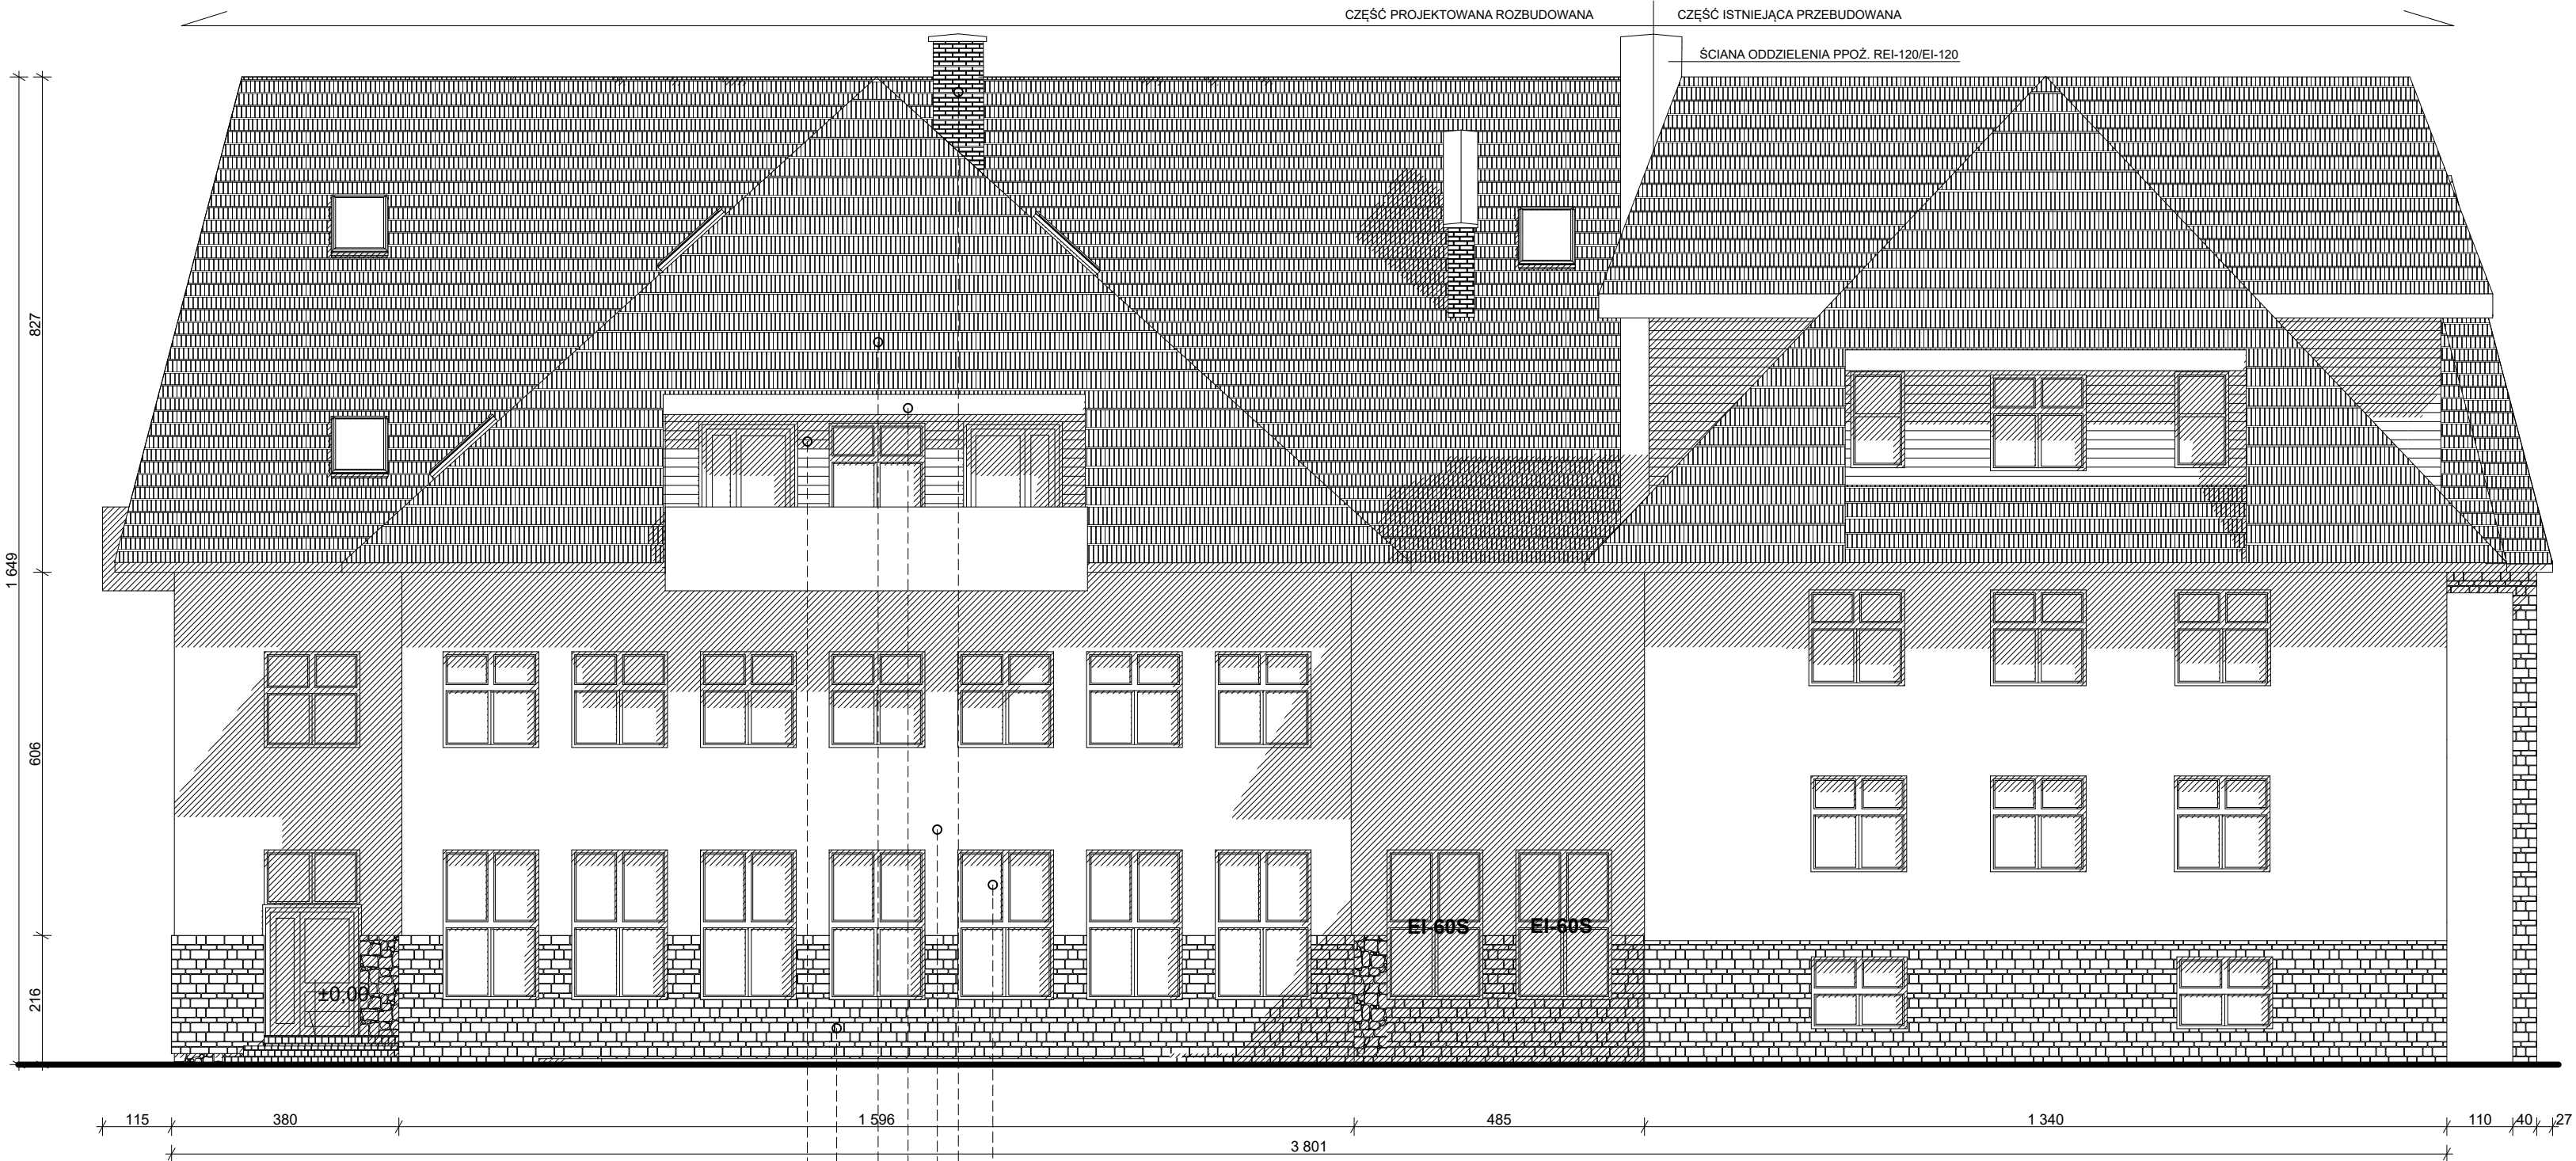 CZĘŚĆ PROJEKTOWANA ROZBUDOWANA
CZĘŚĆ ISTNIEJĄCA PRZEBUDOWANA
ŚCIANA ODDZIELENIA PPOŻ. REI-120/EI-120
827
1 649
606
216
EI-60S
EI-60S
±0,00
115
380
1 596
485
1 340
110
40
27
3 801